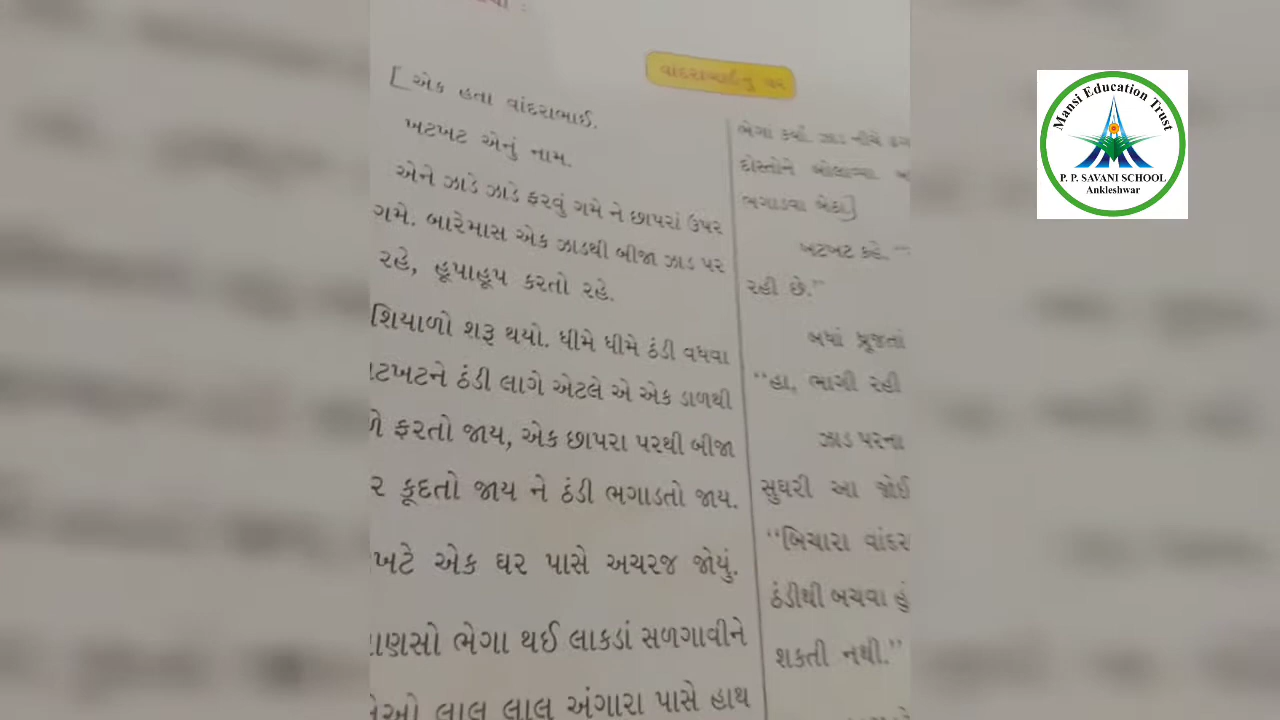 વાંદરાભાઈનું ઘર
[એક હતા વાંદરાભાઈ.
ખટખટ એનું નામ.
એને ઝાડે ઝાડે ફરવું ગમે ને છાપરાં ઉપર
ગમે. બારેમાસ એક ઝાડથી બીજા ઝાડ પર
રહે, હૂપાહૂપ કરતો રહે.
શિયાળો શરૂ થયો. ધીમે ધીમે ઠંડી વધવા
ટખટને ઠંડી લાગે એટલે એ એક ડાળથી
ફરતો જાય, એક છાપરા પરથી બીજા
ર કૂદતો જાય ને ઠંડી ભગાડતો જાય.
ખટે એક ઘર પાસે અચરજ જોયું.
ાણસો ભેગા થઈ લાકડાં સળગાવીને
લાલ લાલ અંગારા પાસે હાથ
ભેગાં કર્યાં. ઝાડ નીચે
દોસ્તોને બોલાવ્યા.
ભગાડવા બેઠા]
ખટખટ કહે, "
રહી છે."
બધાં ધ્રૂજતાં
"હા, ભાગી રહી
ઝાડ પરના
સુઘરી આ જોઈ
"બિચારા વાંદર
ઠંડીથી બચવા હું
શકતી નથી."
Mansi Education Trust
P. P. SAVANI SCHOOL
Ankleshwar